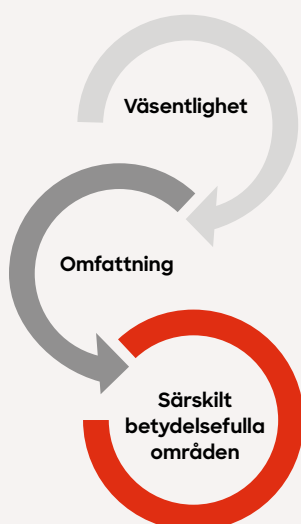 Väsentlighet
Omfattning
Särskilt
betydelsefulla
områden